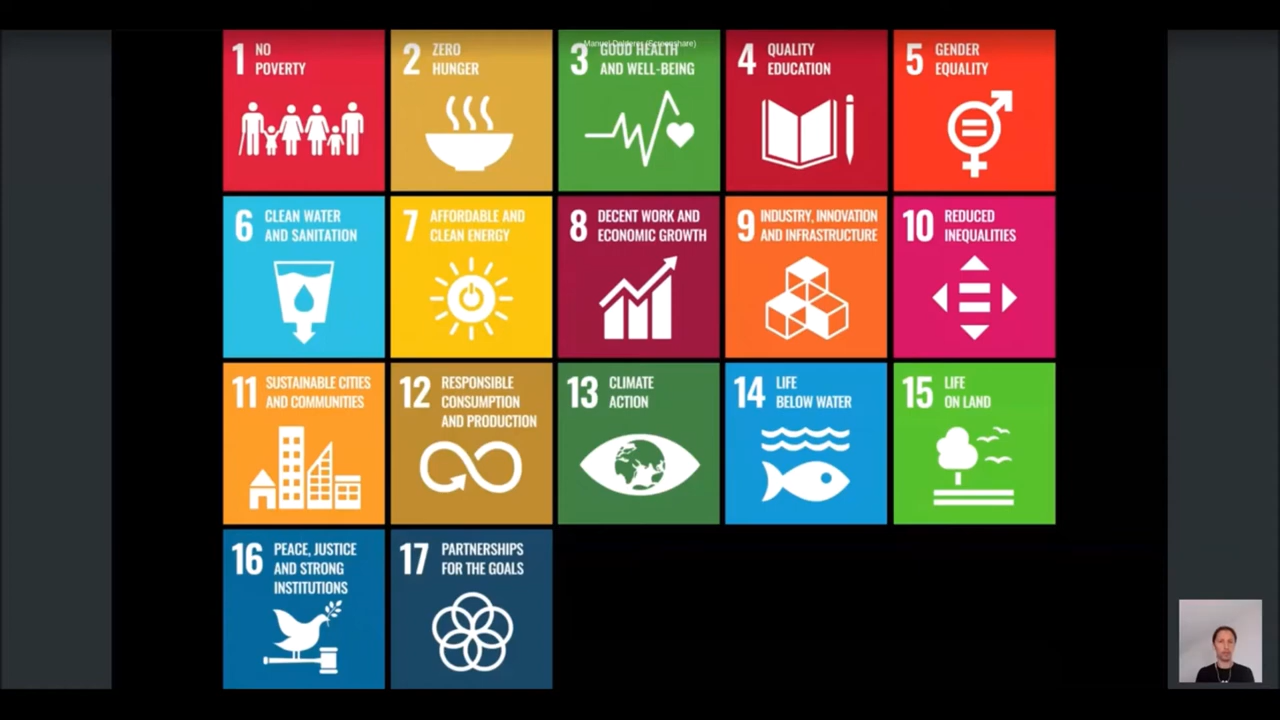 (Screenshare)
1 NO
POVERTY
2 ZERO
HUNGER
3 GOOD HEALTH
AND WELL-BEING
4 QUALITY
EDUCATION
5 GENDER
EQUALITY
6 CLEAN WATER
AND SANITATION
7 AFFORDABLE AND
CLEAN ENERGY
8 DECENT WORK AND
ECONOMIC GROWTH
9 INDUSTRY, INNOVATION
AND INFRASTRUCTURE
10 REDUCED
INEQUALITIES
11 SUSTAINABLE CITIES
AND COMMUNITIES
12 RESPONSIBLE
CONSUMPTION
AND PRODUCTION
13 CLIMATE
ACTION
14 LIFE
BELOW WATER
15 LIFE
ON LAND
16 PEACE, JUSTICE
AND STRONG
INSTITUTIONS
17 PARTNERSHIPS
FOR THE GOALS